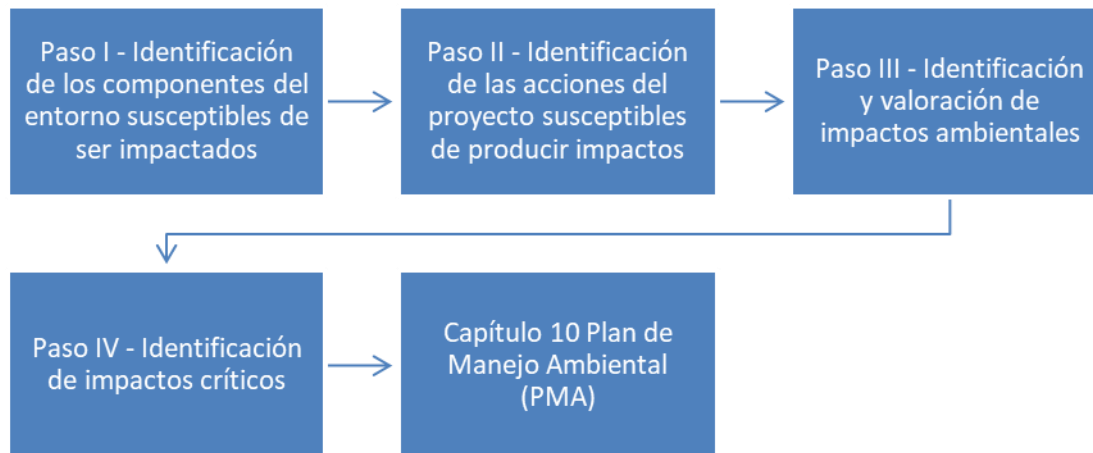 Paso I - Identificación
de los componentes del
entorno susceptibles de
ser impactados
Paso II - Identificación
de las acciones del
proyecto susceptibles
de producir impactos
Paso III - Identificación
y valoración de
impactos ambientales
Paso IV - Identificación
de impactos críticos
Capítulo 10 Plan de
Manejo Ambiental
(PMA)